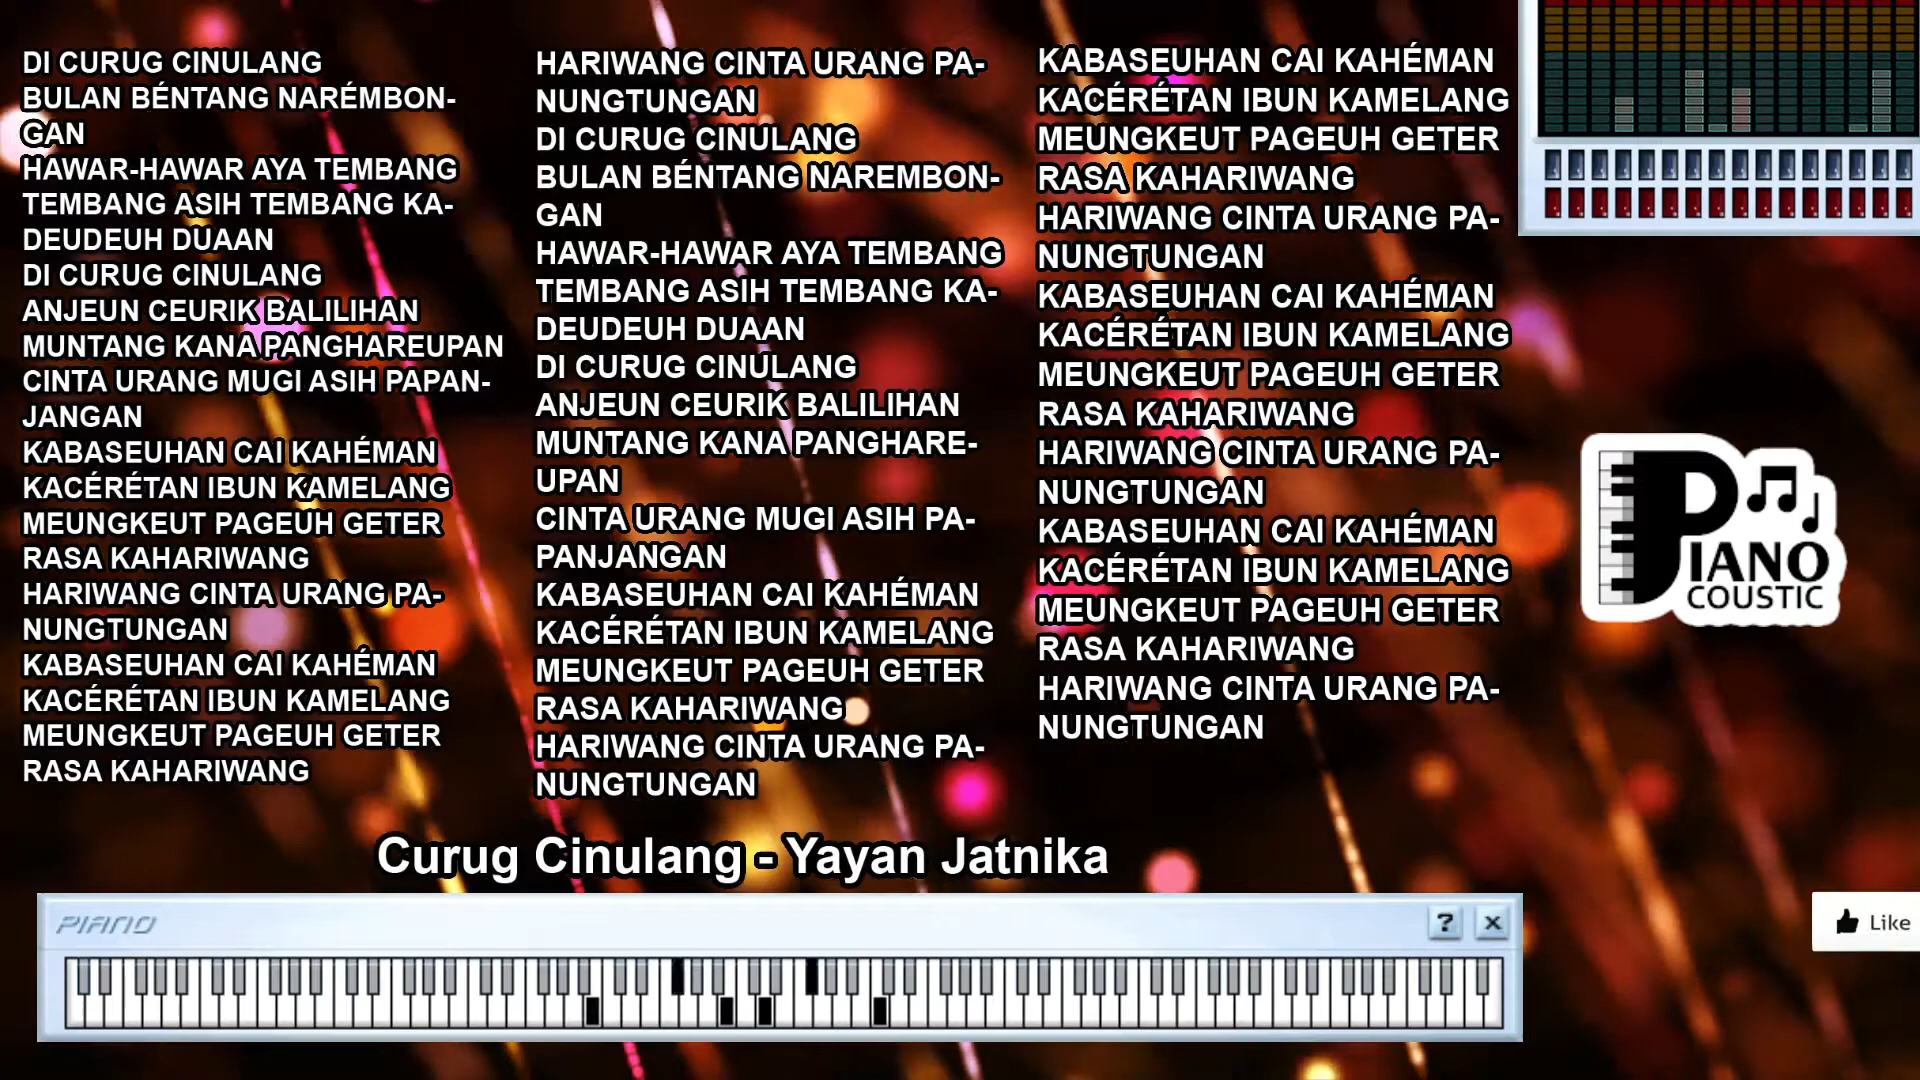 DI CURUG CINULANG
BULAN BÉNTANG NARÉMBON-
GAN
HAWAR-HAWAR AYA TEMBANG
TEMBANG ASIH TEMBANG KA-
DEUDEUH DUAAN
DI CURUG CINULANG
ANJEUN CEURIK BALILIHAN
MUNTANG KANA PANGHAREUPAN
CINTA URANG MUGI ASIH PAPAN-
JANGAN
KABASEUHAN CAI KAHÉMAN
KACÉRÉTAN IBUN KAMELANG
MEUNGKEUT PAGEUH GETER
RASA KAHARIWANG
HARIWANG CINTA URANG PA-
NUNGTUNGAN
KABASEUHAN CAI KAHÉMAN
KACÉRÉTAN IBUN KAMELANG
MEUNGKEUT PAGEUH GETER
RASA KAHARIWANG
HARIWANG CINTA URANG PA-
NUNGTUNGAN
DI CURUG CINULANG
BULAN BÉNTANG NAREMBON-
GAN
HAWAR-HAWAR AYA TEMBANG
TEMBANG ASIH TEMBANG KA-
DEUDEUH DUAAN
DI CURUG CINULANG
ANJEUN CEURIK BALILIHAN
MUNTANG KANA PANGHARE-
UPAN
CINTA URANG MUGI ASIH PA-
PANJANGAN
KABASEUHAN CAI KAHÉMAN
KACÉRÉTAN IBUN KAMELANG
MEUNGKEUT PAGEUH GETER
RASA KAHARIWANG
HARIWANG CINTA URANG PA-
NUNGTUNGAN
KABASEUHAN CAI KAHÉMAN
KACÉRÉTAN IBUN KAMELANG
MEUNGKEUT PAGEUH GETER
RASA KAHARIWANG
HARIWANG CINTA URANG PA-
NUNGTUNGAN
KABASEUHAN CAI KAHÉMAN
KACÉRÉTAN IBUN KAMELANG
MEUNGKEUT PAGEUH GETER
RASA KAHARIWANG
HARIWANG CINTA URANG PA-
NUNGTUNGAN
KABASEUHAN CAI KAHÉMAN
KACÉRÉTAN IBUN KAMELANG
MEUNGKEUT PAGEUH GETER
RASA KAHARIWANG
HARIWANG CINTA URANG PA-
NUNGTUNGAN
PIANO
COUSTIC
Curug Cinulang - Yayan Jatnika
PIANO
?
Like